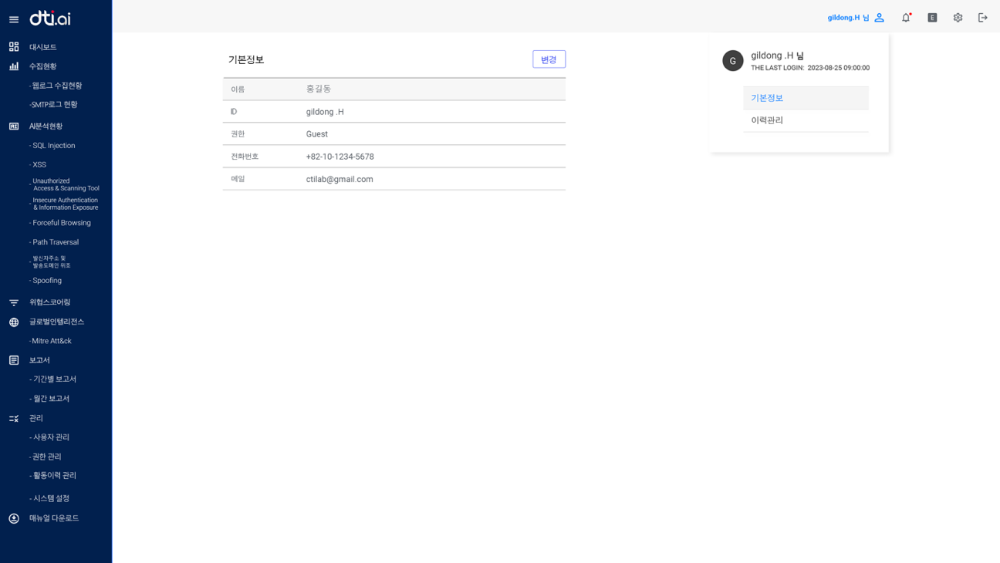 dti.ai
gildong.H 님
E
대시보드
수집현황
- 웹로그 수집현황
-SMTP로그 현황
AI분석현황
- SQL Injection
- XSS
- Unauthorized
Access & Scanning Tool
- Insecure Authentication
& Information Exposure
- Forceful Browsing
- Path Traversal
- 발신자주소 및
발송도메인 위조
- Spoofing
위협스코어링
글로벌인텔리전스
- Mitre Att&ck
보고서
- 기간별 보고서
- 월간 보고서
관리
- 사용자 관리
- 권한 관리
- 활동이력 관리
- 시스템 설정
매뉴얼 다운로드
기본정보
변경
이름 홍길동
ID gildong .H
권한 Guest
전화번호 +82-10-1234-5678
메일 ctilab@gmail.com
G
gildong .H 님
THE LAST LOGIN: 2023-08-25 09:00:00
기본정보
이력관리